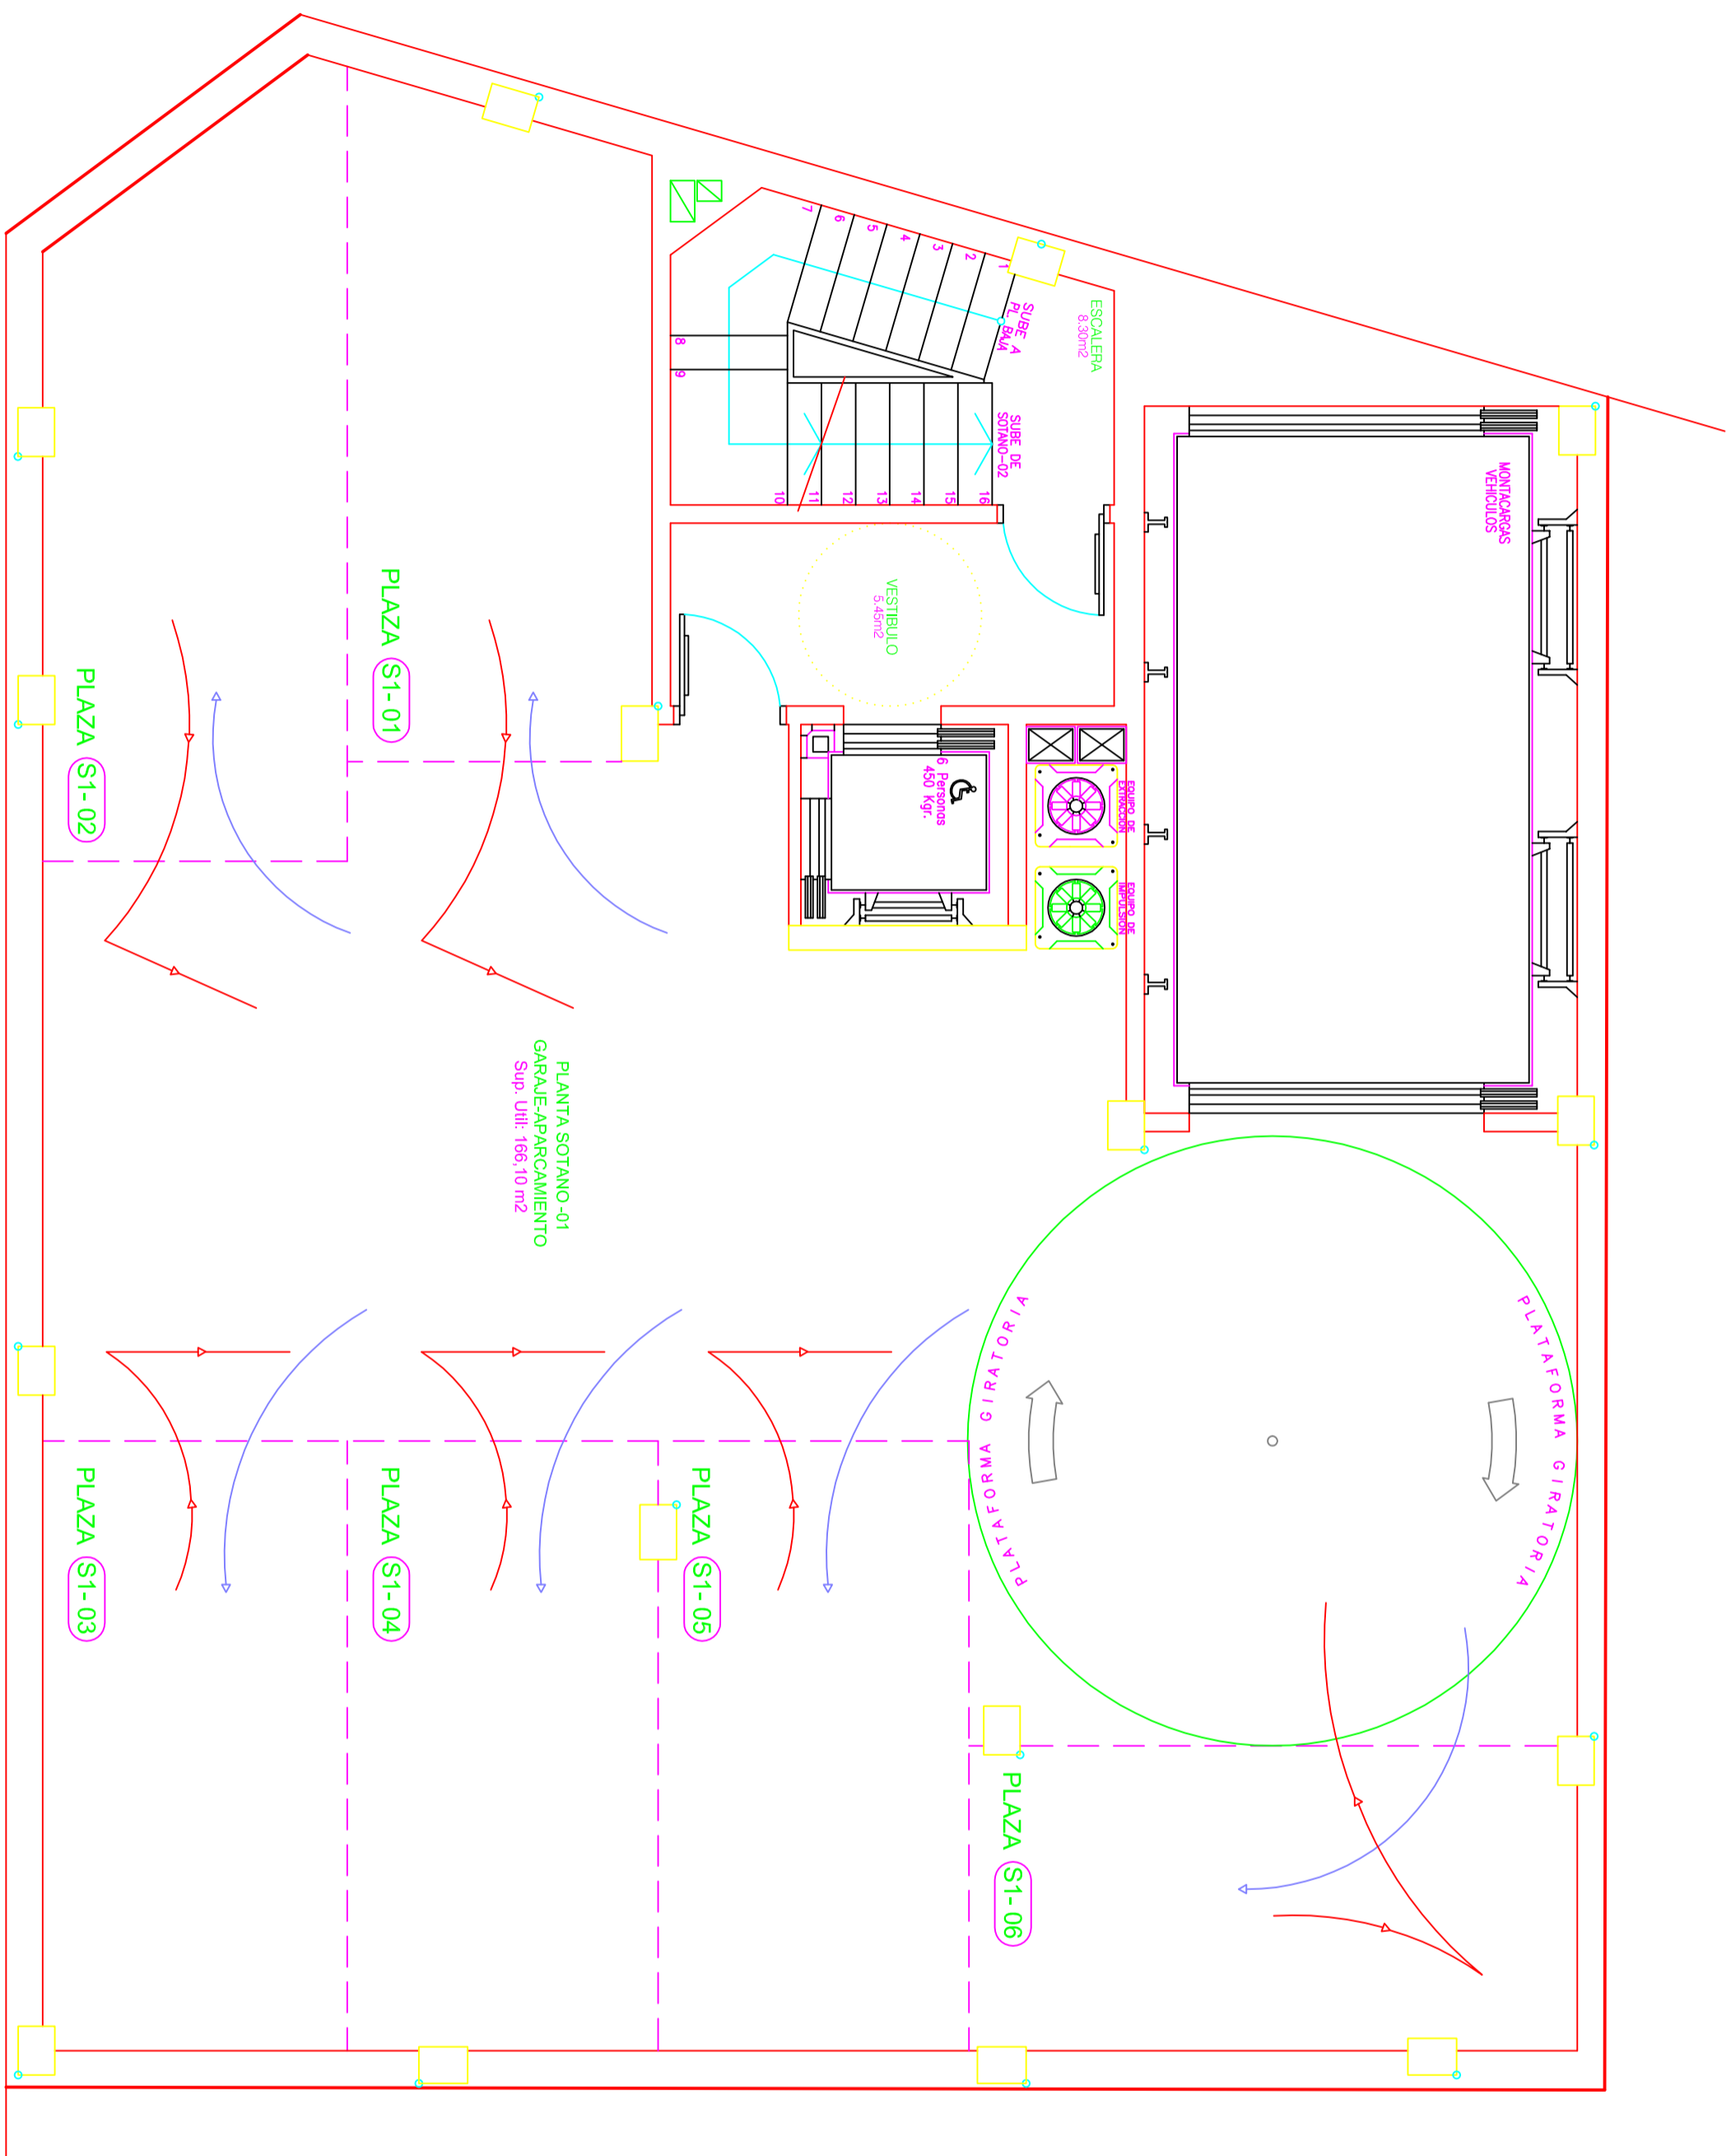 7
6
5
4
3
2
1
SUBE A
PL. BAJA
ESCALERA
8.30m2
8
9
SUBE DE
SOTANO-02
10
11
12
13
14
15
16
MONTACARGAS
VEHICULOS
VESTIBULO
5.45m2
PLAZA S1-01
PLAZA S1-02
6 Personas
450 Kgr.
EQUIPO DE
EXTRACCION
EQUIPO DE
IMPULSION
PLANTA SOTANO -01
GARAJE-APARCAMIENTO
Sup. Util: 166,10 m2
PLATAFORMA GIRATORIA
PLATAFORMA GIRATORIA
PLAZA S1-03
PLAZA S1-04
PLAZA S1-05
PLAZA S1-06